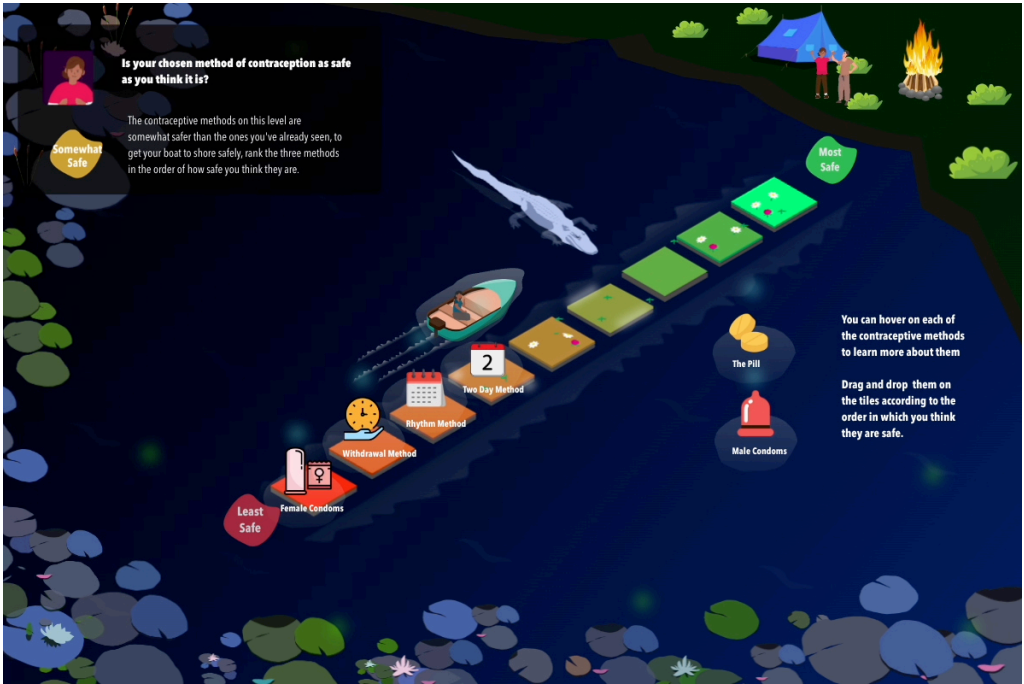 Is your chosen method of contraception as safe
as you think it is?
Somewhat
Safe
The contraceptive methods on this level are
somewhat safer than the ones you've already seen, to
get your boat to shore safely, rank the three methods
in the order of how safe you think they are.
Most
Safe
You can hover on each of
the contraceptive methods
to learn more about them
Drag and drop them on
the tiles according to the
order in which you think
they are safe.
The Pill
Male Condoms
2
Two Day Method
Rhythm Method
Withdrawal Method
Female Condoms
Least
Safe